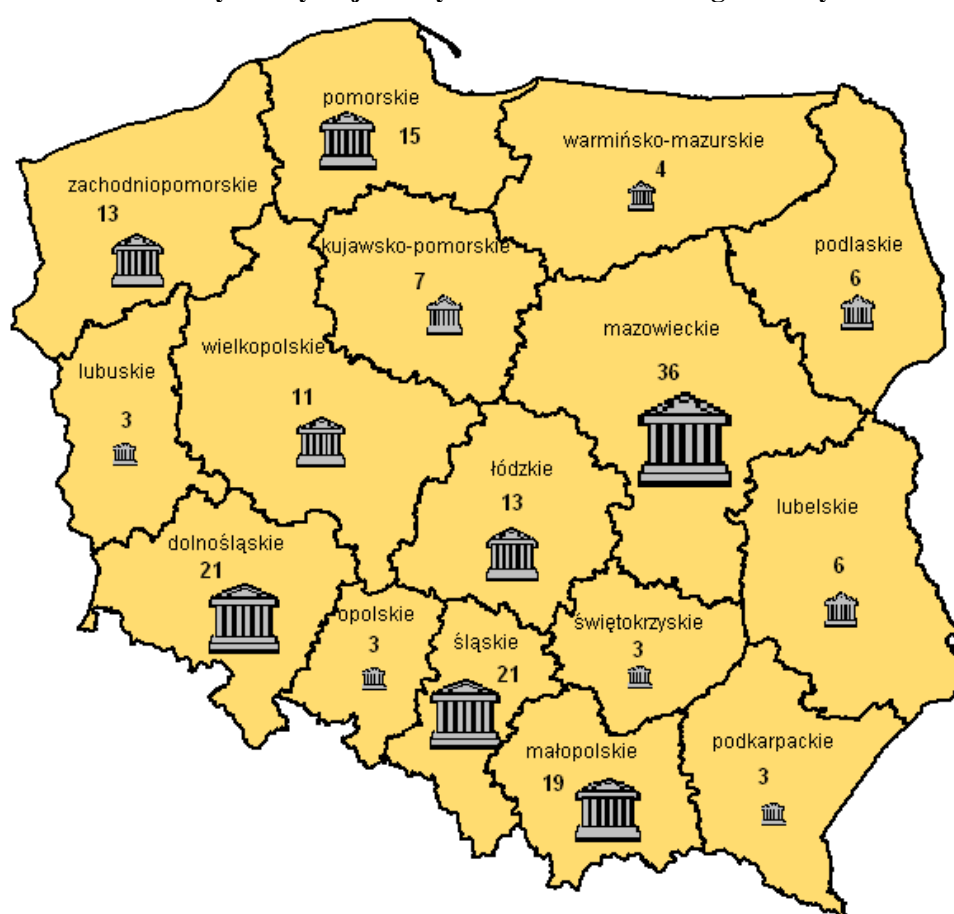 pomorskie
15
warmińsko-mazurskie
4
zachodniopomorskie
13
kujawsko-pomorskie
7
podlaskie
6
mazowieckie
36
wielkopolskie
11
lubuskie
3
łódzkie
13
lubelskie
6
dolnośląskie
21
opolskie
3
śląskie
21
świętokrzyskie
3
małopolskie
19
podkarpackie
3